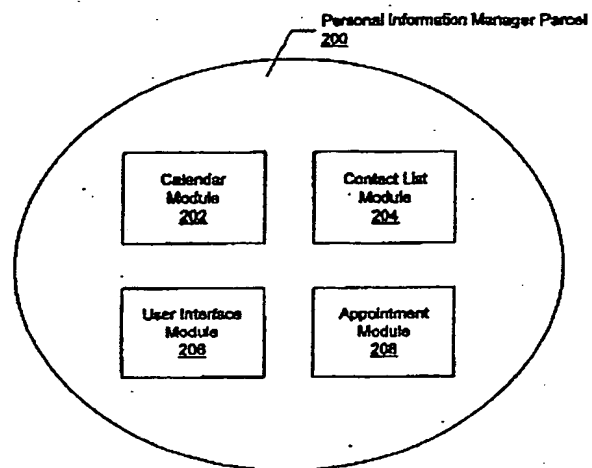 Personal Information Manager Parcel
200
Calendar
Module
202
Contact List
Module
204
User Interface
Module
206
Appointment
Module
208